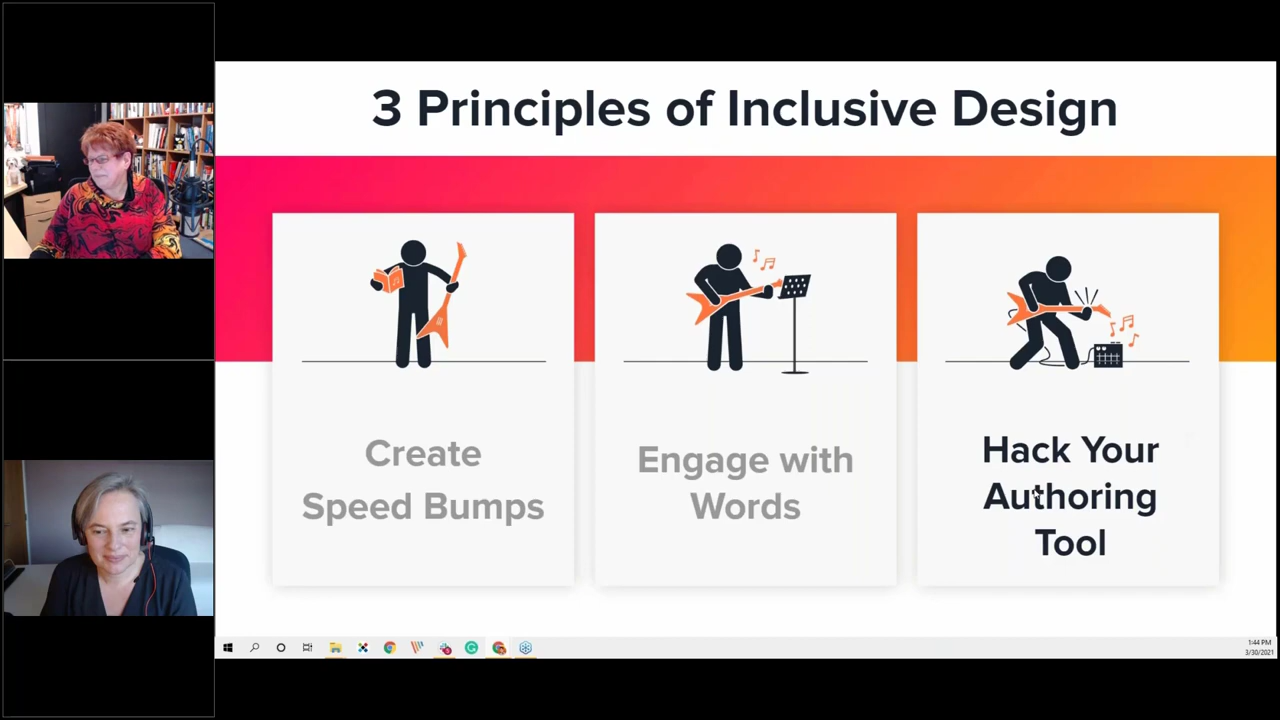 3 Principles of Inclusive Design
Create
Speed Bumps
Engage with
Words
Hack Your
Authoring
Tool
1:44 PM
3/30/2021